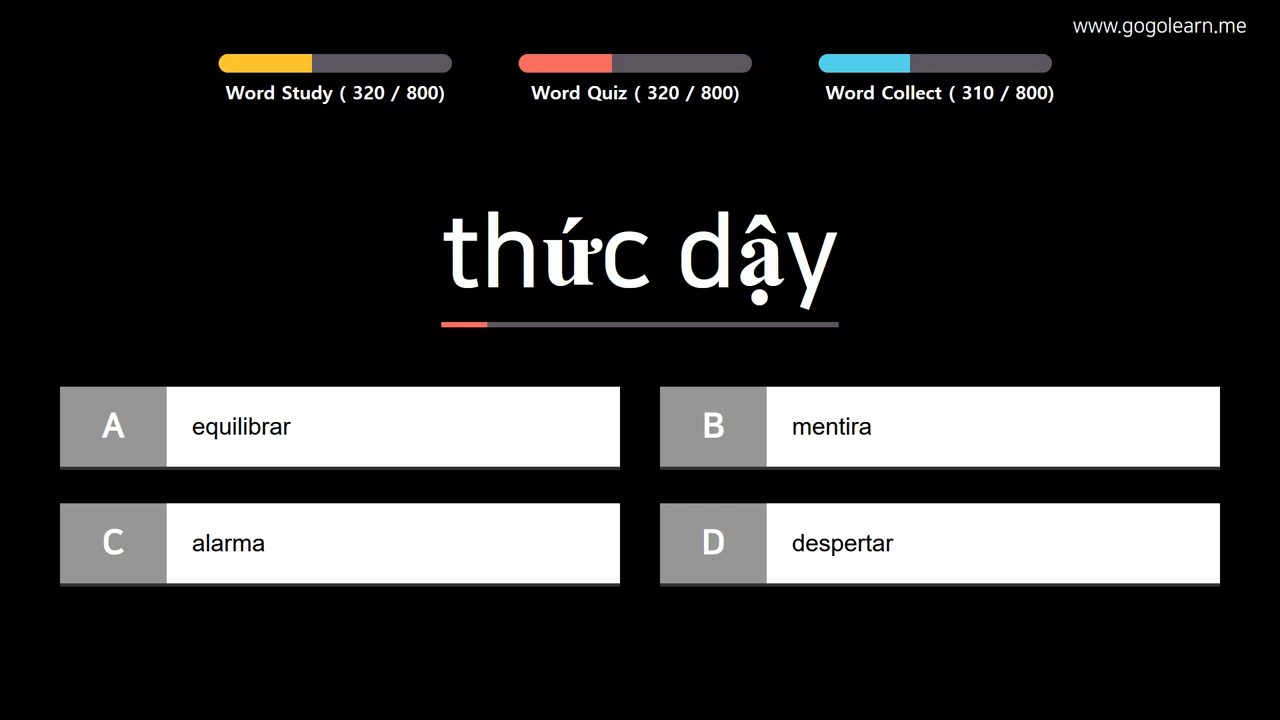 www.gogolearn.me
Word Study ( 320 / 800)
Word Quiz ( 320 / 800)
Word Collect ( 310 / 800)
thức dậy
A equilibrar
B mentira
C alarma
D despertar